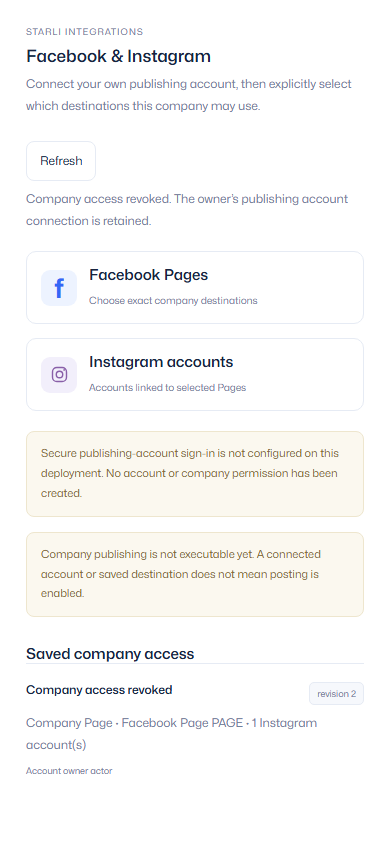 STARLI INTEGRATIONS
Facebook & Instagram
Connect your own publishing account, then explicitly select
which destinations this company may use.
Refresh
Company access revoked. The owner's publishing account
connection is retained.
Facebook Pages
Choose exact company destinations
Instagram accounts
Accounts linked to selected Pages
Secure publishing-account sign-in is not configured on this
deployment. No account or company permission has been
created.
Company publishing is not executable yet. A connected
account or saved destination does not mean posting is
enabled.
Saved company access
Company access revoked
revision 2
Company Page · Facebook Page PAGE · 1 Instagram
account(s)
Account owner actor